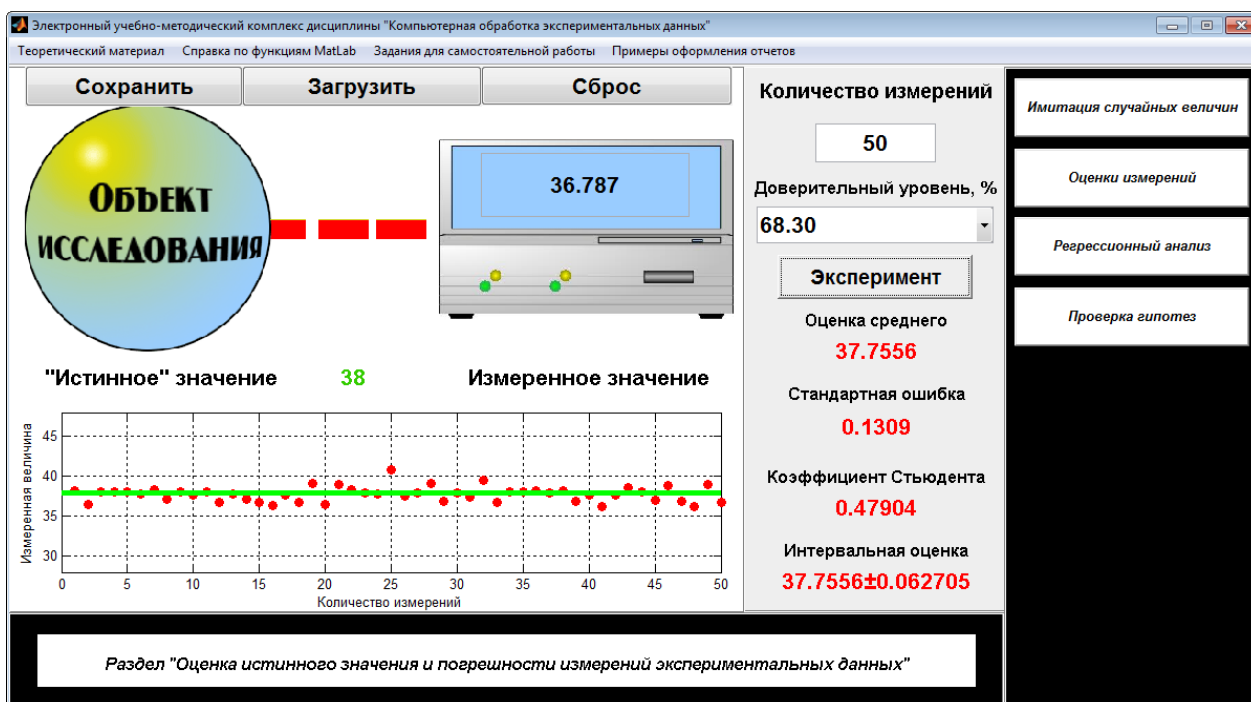 Электронный учебно-методический комплекс дисциплины "Компьютерная обработка экспериментальных данных"
Теоретический материал Справка по функциям MatLab Задания для самостоятельной работы Примеры оформления отчетов
Сохранить Загрузить Сброс
ОБЪЕКТ
ИССЛЕДОВАНИЯ
36.787
"Истинное" значение 38 Измеренное значение
Измеренная величина
45
40
35
30
0 5 10 15 20 25 30 35 40 45 50
Количество измерений
Количество измерений
50
Доверительный уровень, %
68.30
Эксперимент
Оценка среднего
37.7556
Стандартная ошибка
0.1309
Коэффициент Стьюдента
0.47904
Интервальная оценка
37.7556±0.062705
Имитация случайных величин
Оценки измерений
Регрессионный анализ
Проверка гипотез
Раздел "Оценка истинного значения и погрешности измерений экспериментальных данных"